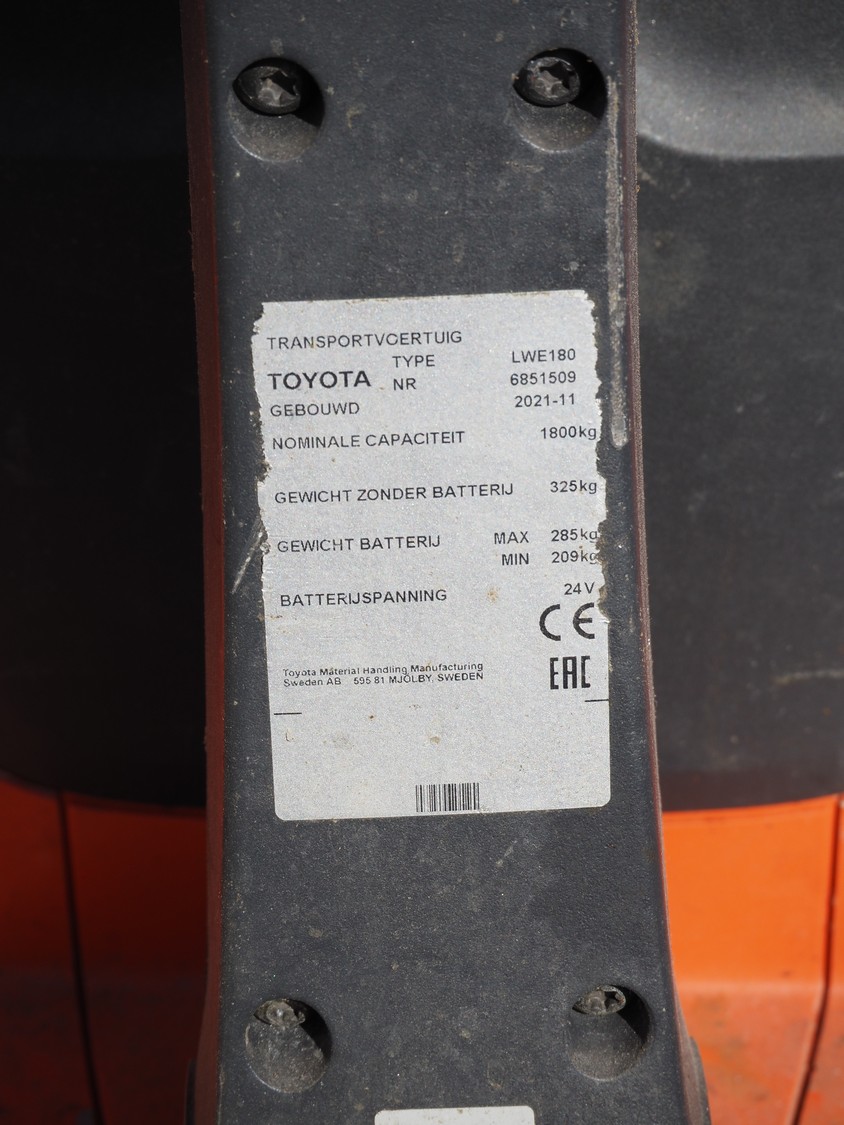 TRANSPORTVOERTUIG
TYPE LWE180
TOYOTA NR 6851509
GEBOUWD 2021-11
NOMINALE CAPACITEIT 1800kg
GEWICHT ZONDER BATTERIJ 325kg
GEWICHT BATTERIJ MAX 285kg
MIN 209kg
BATTERIJSPANNING 24V
CE
Toyota Material Handling Manufacturing
Sweden AB 595 81 MJÖLBY, SWEDEN
EAC